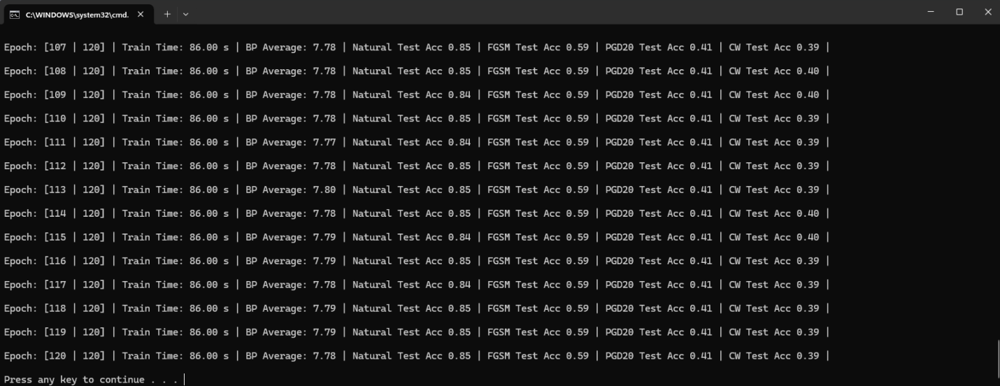 C:\WINDOWS\system32\cmd.
Epoch: [107 | 120] | Train Time: 86.00 s | BP Average: 7.78 | Natural Test Acc 0.85 | FGSM Test Acc 0.59 | PGD20 Test Acc 0.41 | CW Test Acc 0.39 |
Epoch: [108 | 120] | Train Time: 86.00 s | BP Average: 7.78 | Natural Test Acc 0.85 | FGSM Test Acc 0.59 | PGD20 Test Acc 0.41 | CW Test Acc 0.40 |
Epoch: [109 | 120] | Train Time: 86.00 s | BP Average: 7.78 | Natural Test Acc 0.84 | FGSM Test Acc 0.59 | PGD20 Test Acc 0.41 | CW Test Acc 0.40 |
Epoch: [110 | 120] | Train Time: 86.00 s | BP Average: 7.78 | Natural Test Acc 0.85 | FGSM Test Acc 0.59 | PGD20 Test Acc 0.41 | CW Test Acc 0.39 |
Epoch: [111 | 120] | Train Time: 86.00 s | BP Average: 7.77 | Natural Test Acc 0.84 | FGSM Test Acc 0.59 | PGD20 Test Acc 0.41 | CW Test Acc 0.39 |
Epoch: [112 | 120] | Train Time: 86.00 s | BP Average: 7.78 | Natural Test Acc 0.85 | FGSM Test Acc 0.59 | PGD20 Test Acc 0.41 | CW Test Acc 0.39 |
Epoch: [113 | 120] | Train Time: 86.00 s | BP Average: 7.80 | Natural Test Acc 0.85 | FGSM Test Acc 0.59 | PGD20 Test Acc 0.41 | CW Test Acc 0.39 |
Epoch: [114 | 120] | Train Time: 86.00 s | BP Average: 7.78 | Natural Test Acc 0.85 | FGSM Test Acc 0.59 | PGD20 Test Acc 0.41 | CW Test Acc 0.40 |
Epoch: [115 | 120] | Train Time: 86.00 s | BP Average: 7.79 | Natural Test Acc 0.84 | FGSM Test Acc 0.59 | PGD20 Test Acc 0.41 | CW Test Acc 0.40 |
Epoch: [116 | 120] | Train Time: 86.00 s | BP Average: 7.79 | Natural Test Acc 0.85 | FGSM Test Acc 0.59 | PGD20 Test Acc 0.41 | CW Test Acc 0.39 |
Epoch: [117 | 120] | Train Time: 86.00 s | BP Average: 7.78 | Natural Test Acc 0.84 | FGSM Test Acc 0.59 | PGD20 Test Acc 0.41 | CW Test Acc 0.39 |
Epoch: [118 | 120] | Train Time: 86.00 s | BP Average: 7.79 | Natural Test Acc 0.85 | FGSM Test Acc 0.59 | PGD20 Test Acc 0.41 | CW Test Acc 0.39 |
Epoch: [119 | 120] | Train Time: 86.00 s | BP Average: 7.79 | Natural Test Acc 0.85 | FGSM Test Acc 0.59 | PGD20 Test Acc 0.41 | CW Test Acc 0.39 |
Epoch: [120 | 120] | Train Time: 86.00 s | BP Average: 7.78 | Natural Test Acc 0.85 | FGSM Test Acc 0.59 | PGD20 Test Acc 0.41 | CW Test Acc 0.39 |
Press any key to continue . . .